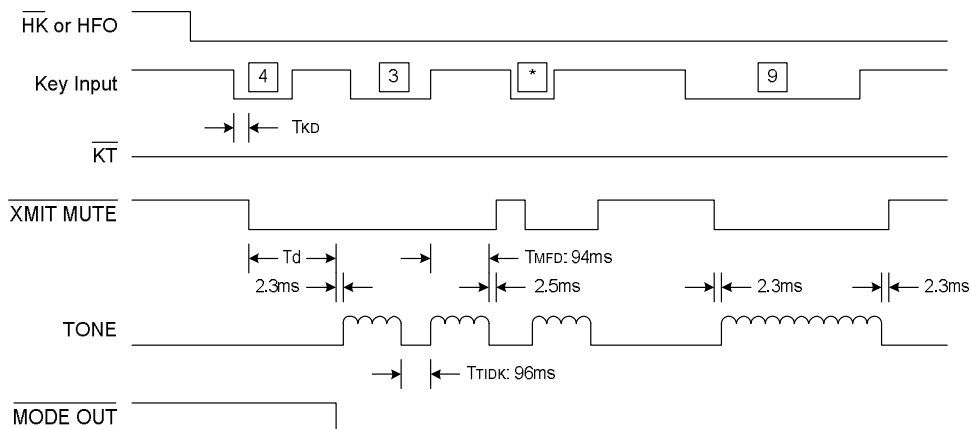 HK or HFO
Key Input
4
3
*
9
TKD
KT
XMIT MUTE
Td
TMFD: 94ms
2.3ms
2.5ms
2.3ms
2.3ms
TONE
TTIDK: 96ms
MODE OUT